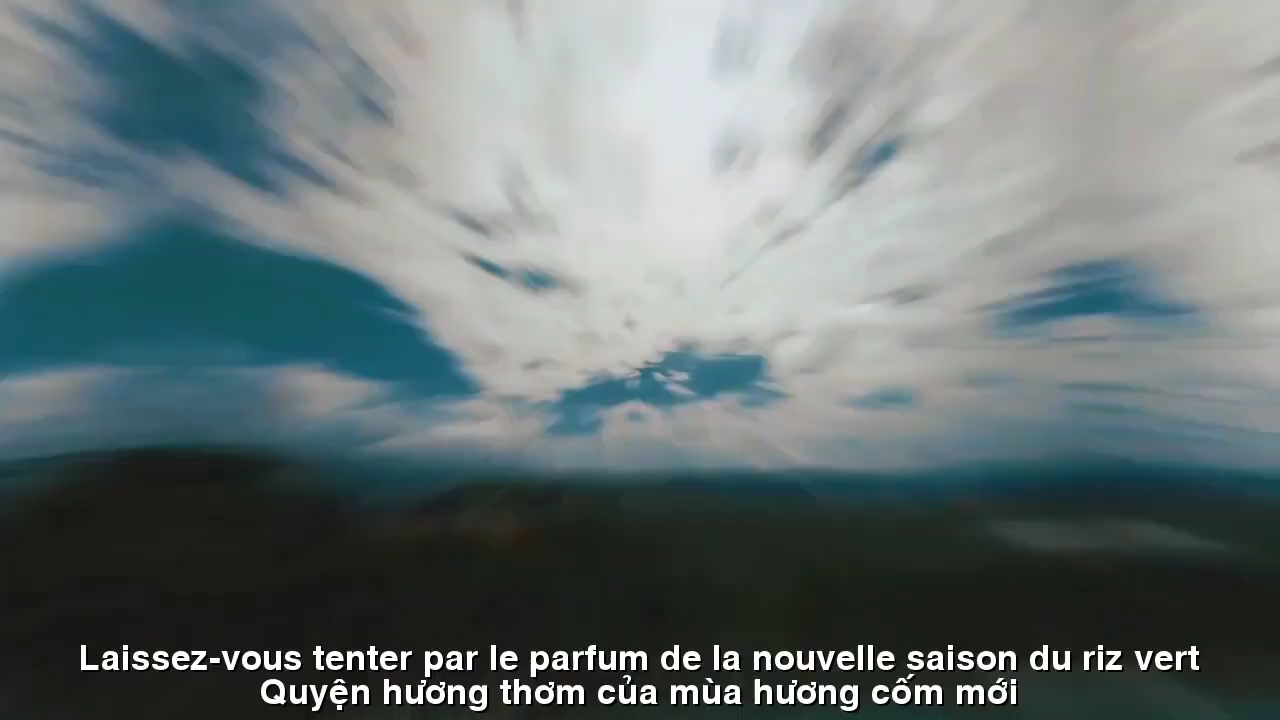 Laissez-vous tenter par le parfum de la nouvelle saison du riz vert
Quyện hương thơm của mùa hương cốm mới